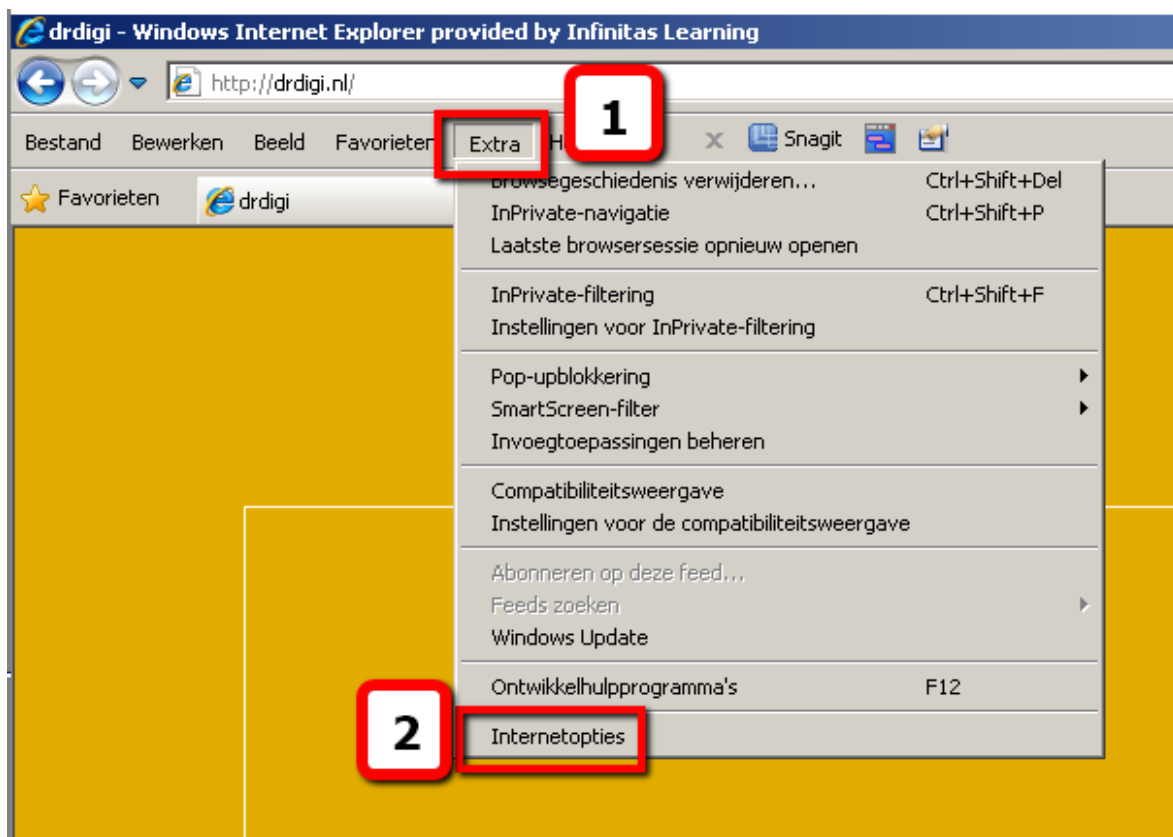 drdigi - Windows Internet Explorer provided by Infinitas Learning
http://drdigi.nl/
1
Bestand Bewerken Beeld Favorieten Extra Snagit
Favorieten drdigi
Browsegeschiedenis verwijderen... Ctrl+Shift+Del
InPrivate-navigatie Ctrl+Shift+P
Laatste browsersessie opnieuw openen
InPrivate-filtering Ctrl+Shift+F
Instellingen voor InPrivate-filtering
Pop-upblokkering
SmartScreen-filter
Invoegtoepassingen beheren
Compatibiliteitsweergave
Instellingen voor de compatibiliteitsweergave
Abonneren op deze feed...
Feeds zoeken
Windows Update
Ontwikkelhulpprogramma's F12
2
Internetopties